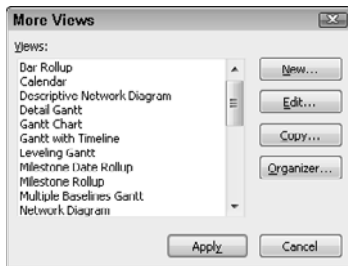 More Views
Views:
Bar Rollup
Calendar
Descriptive Network Diagram
Detail Gantt
Gantt Chart
Gantt with Timeline
Leveling Gantt
Milestone Date Rollup
Milestone Rollup
Multiple Baselines Gantt
Network Diagram
New...
Edit...
Copy...
Organizer...
Apply
Cancel